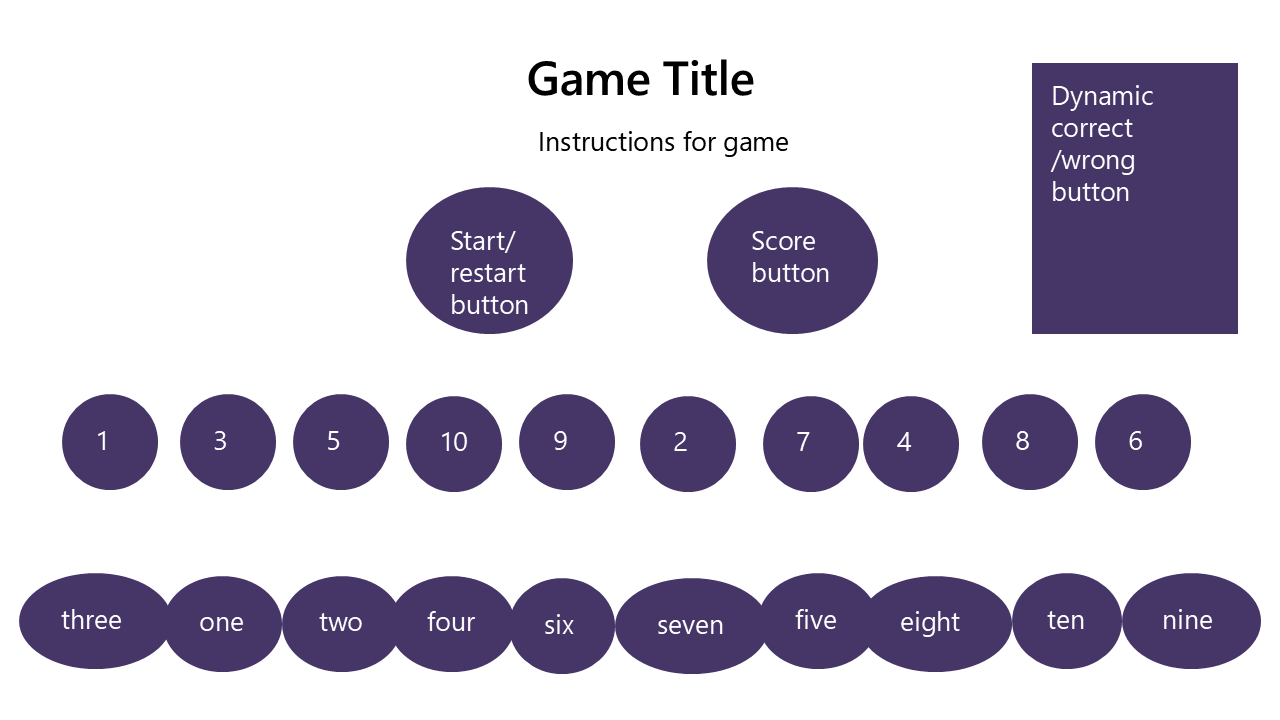 Game Title
Instructions for game
Dynamic
correct
/wrong
button
Start/
restart
button
Score
button
1 3 5 10 9 2 7 4 8 6
three one two four six seven five eight ten nine